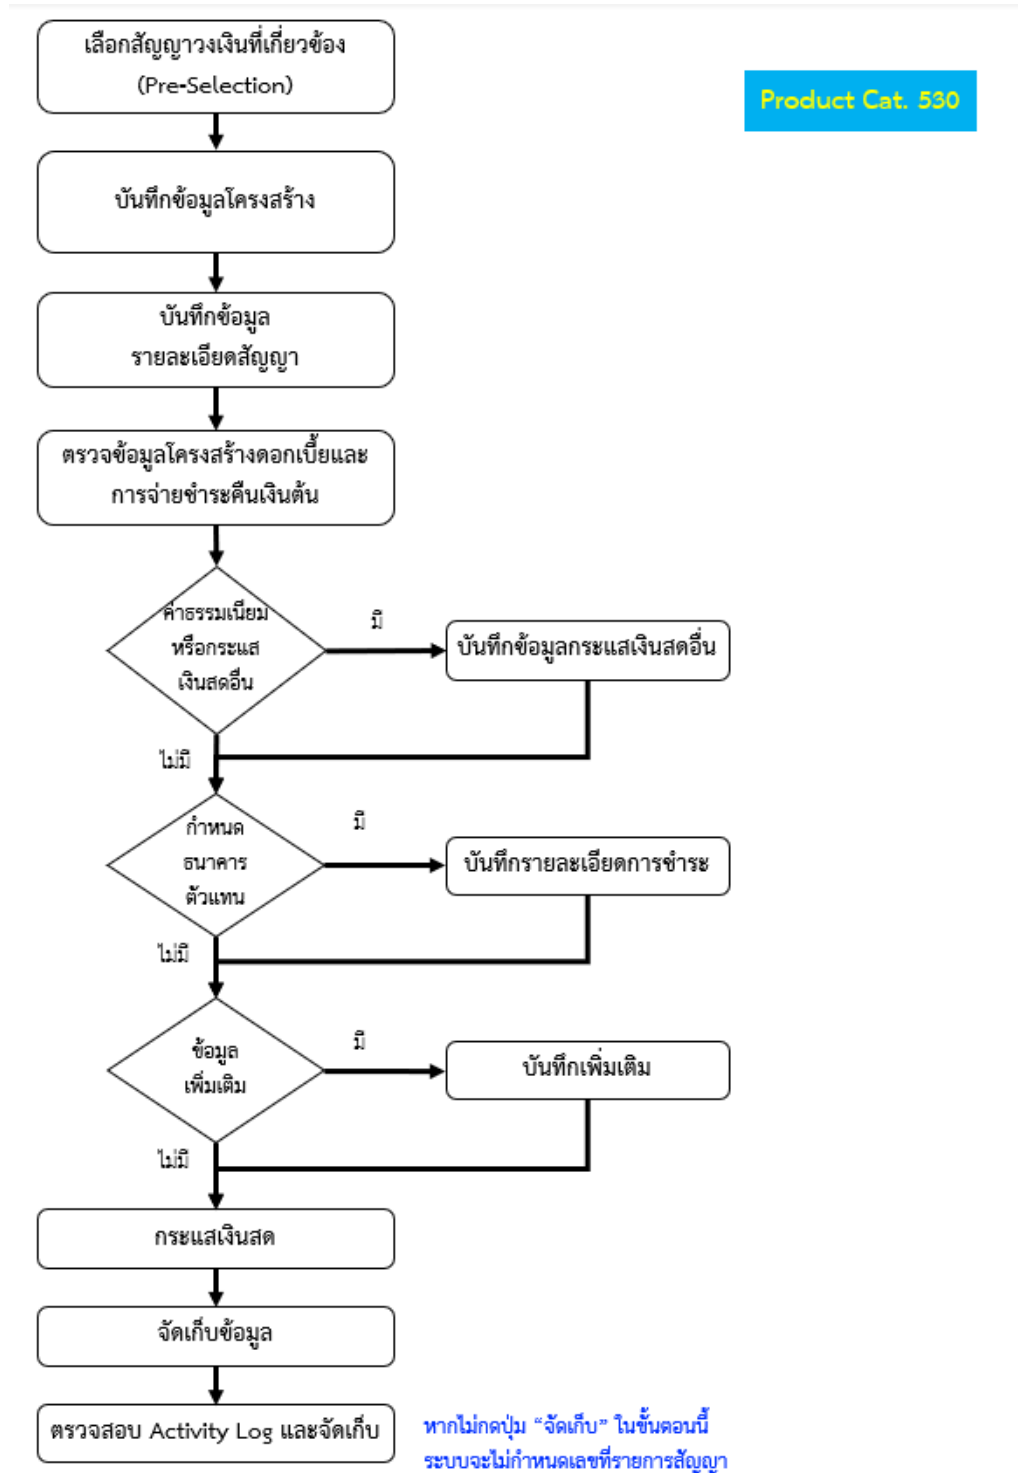 เลือกสัญญาวงเงินที่เกี่ยวข้อง
(Pre-Selection)
Product Cat. 530
บันทึกข้อมูลโครงสร้าง
บันทึกข้อมูล
รายละเอียดสัญญา
ตรวจข้อมูลโครงสร้างดอกเบี้ยและ
การจ่ายชำระคืนเงินต้น
ค่าธรรมเนียม
หรือกระแส
เงินสดอื่น
มี
บันทึกข้อมูลกระแสเงินสดอื่น
ไม่มี
กำหนด
ธนาคาร
ตัวแทน
มี
บันทึกรายละเอียดการชำระ
ไม่มี
ข้อมูล
เพิ่มเติม
มี
บันทึกเพิ่มเติม
ไม่มี
กระแสเงินสด
จัดเก็บข้อมูล
ตรวจสอบ Activity Log และจัดเก็บ
หากไม่กดปุ่ม “จัดเก็บ” ในขั้นตอนนี้
ระบบจะไม่กำหนดเลขที่รายการสัญญา